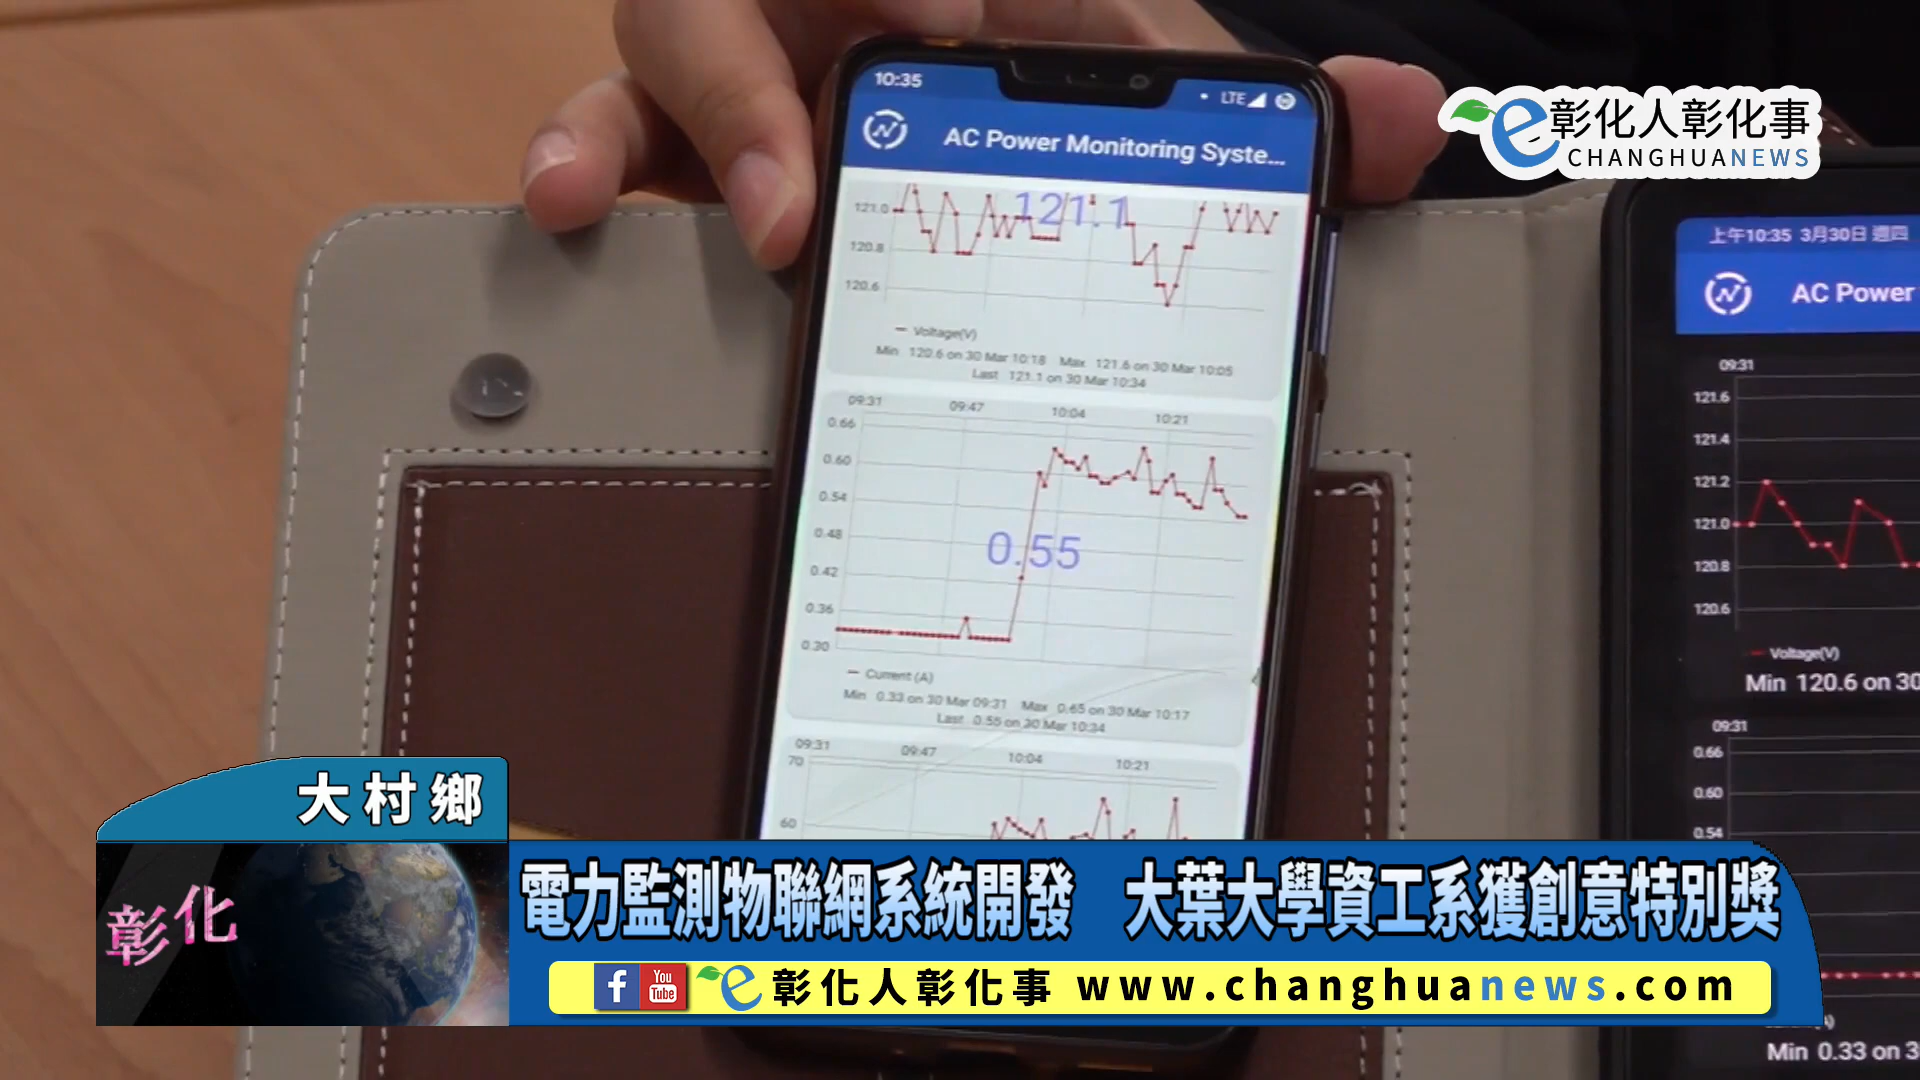 10:35
LTE
AC Power Monitoring Syste...
121.0
121.1
120.8
120.6
Voltage(V)
Min 120.6 on 30 Mar 10:18 Max 121.6 on 30 Mar 10:05
Last 121.1 on 30 Mar 10:34
09:31 09:47 10:04 10:21
0.66
0.60
0.54
0.48
0.55
0.42
0.36
0.30
Current (A)
Min 0.33 on 30 Mar 09:31 Max 0.65 on 30 Mar 10:17
Last 0.55 on 30 Mar 10:34
09:31 09:47 10:04 10:21
70
60
e彰化人彰化事
CHANGHUANEWS
上午10:35 3月30日 週四
AC Power
09:31
121.6
121.4
121.2
121.0
120.8
120.6
Voltage(V)
Min 120.6 on 30
09:31
0.66
0.60
0.54
Min 0.33 on 3
大村鄉
彰化
電力監測物聯網系統開發 大葉大學資工系獲創意特別獎
f You Tube e彰化人彰化事 www.changhuanews.com